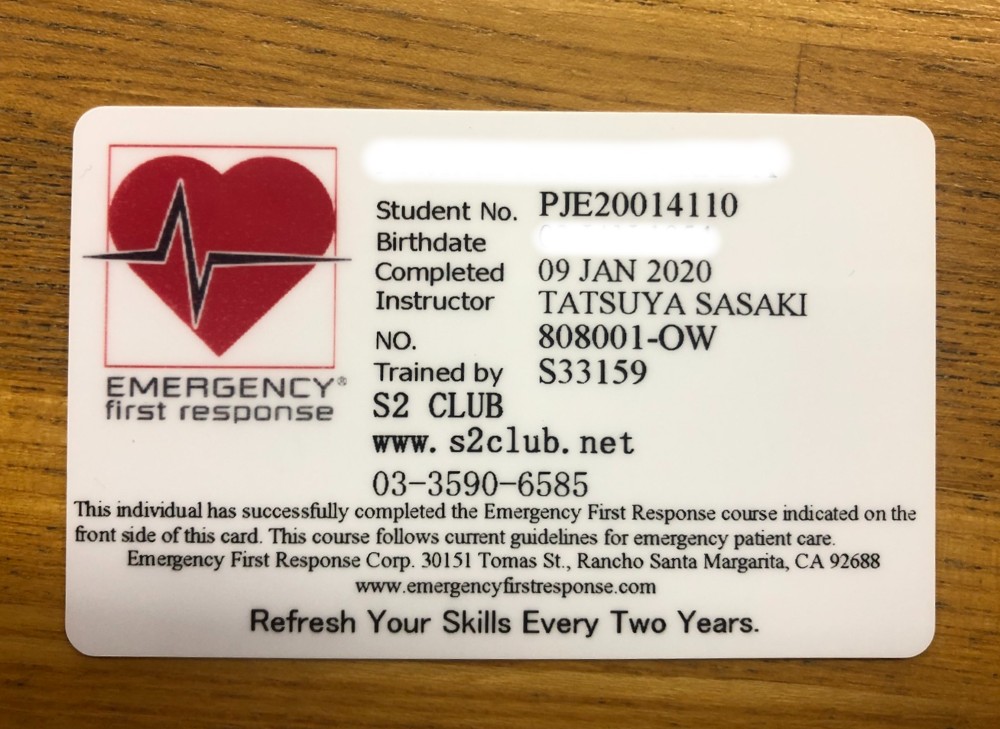 EMERGENCY®
first response
Student No. PJE20014110
Birthdate
Completed 09 JAN 2020
Instructor TATSUYA SASAKI
NO. 808001-OW
Trained by S33159
S2 CLUB
www.s2club.net
03-3590-6585
This individual has successfully completed the Emergency First Response course indicated on the
front side of this card. This course follows current guidelines for emergency patient care.
Emergency First Response Corp. 30151 Tomas St., Rancho Santa Margarita, CA 92688
www.emergencyfirstresponse.com
Refresh Your Skills Every Two Years.